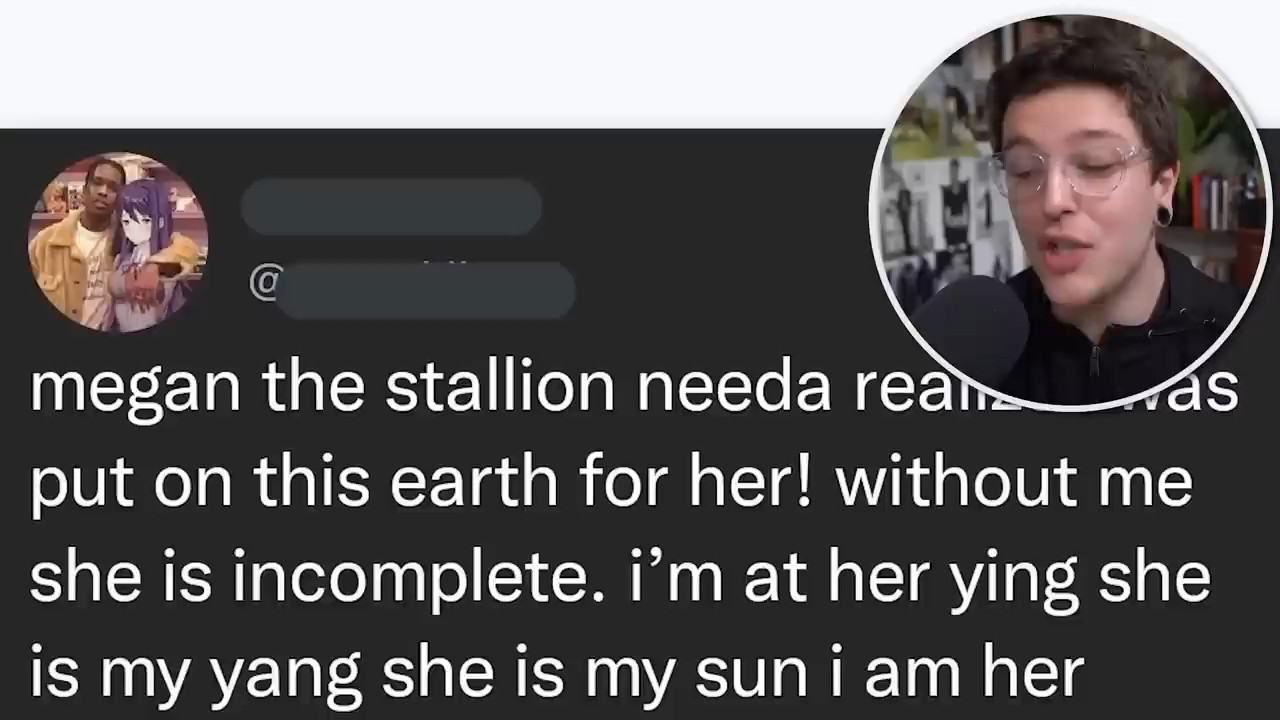 @
megan the stallion needa was
put on this earth for her! without me
she is incomplete. i’m at her ying she
is my yang she is my sun i am her